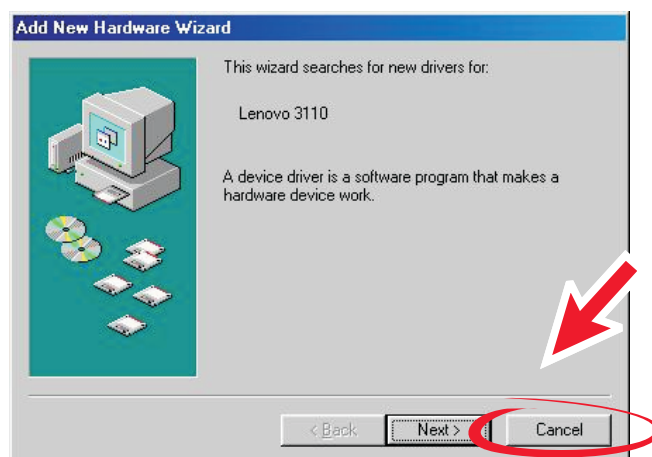 Add New Hardware Wizard
This wizard searches for new drivers for:
Lenovo 3110
A device driver is a software program that makes a
hardware device work.
< Back
Next >
Cancel